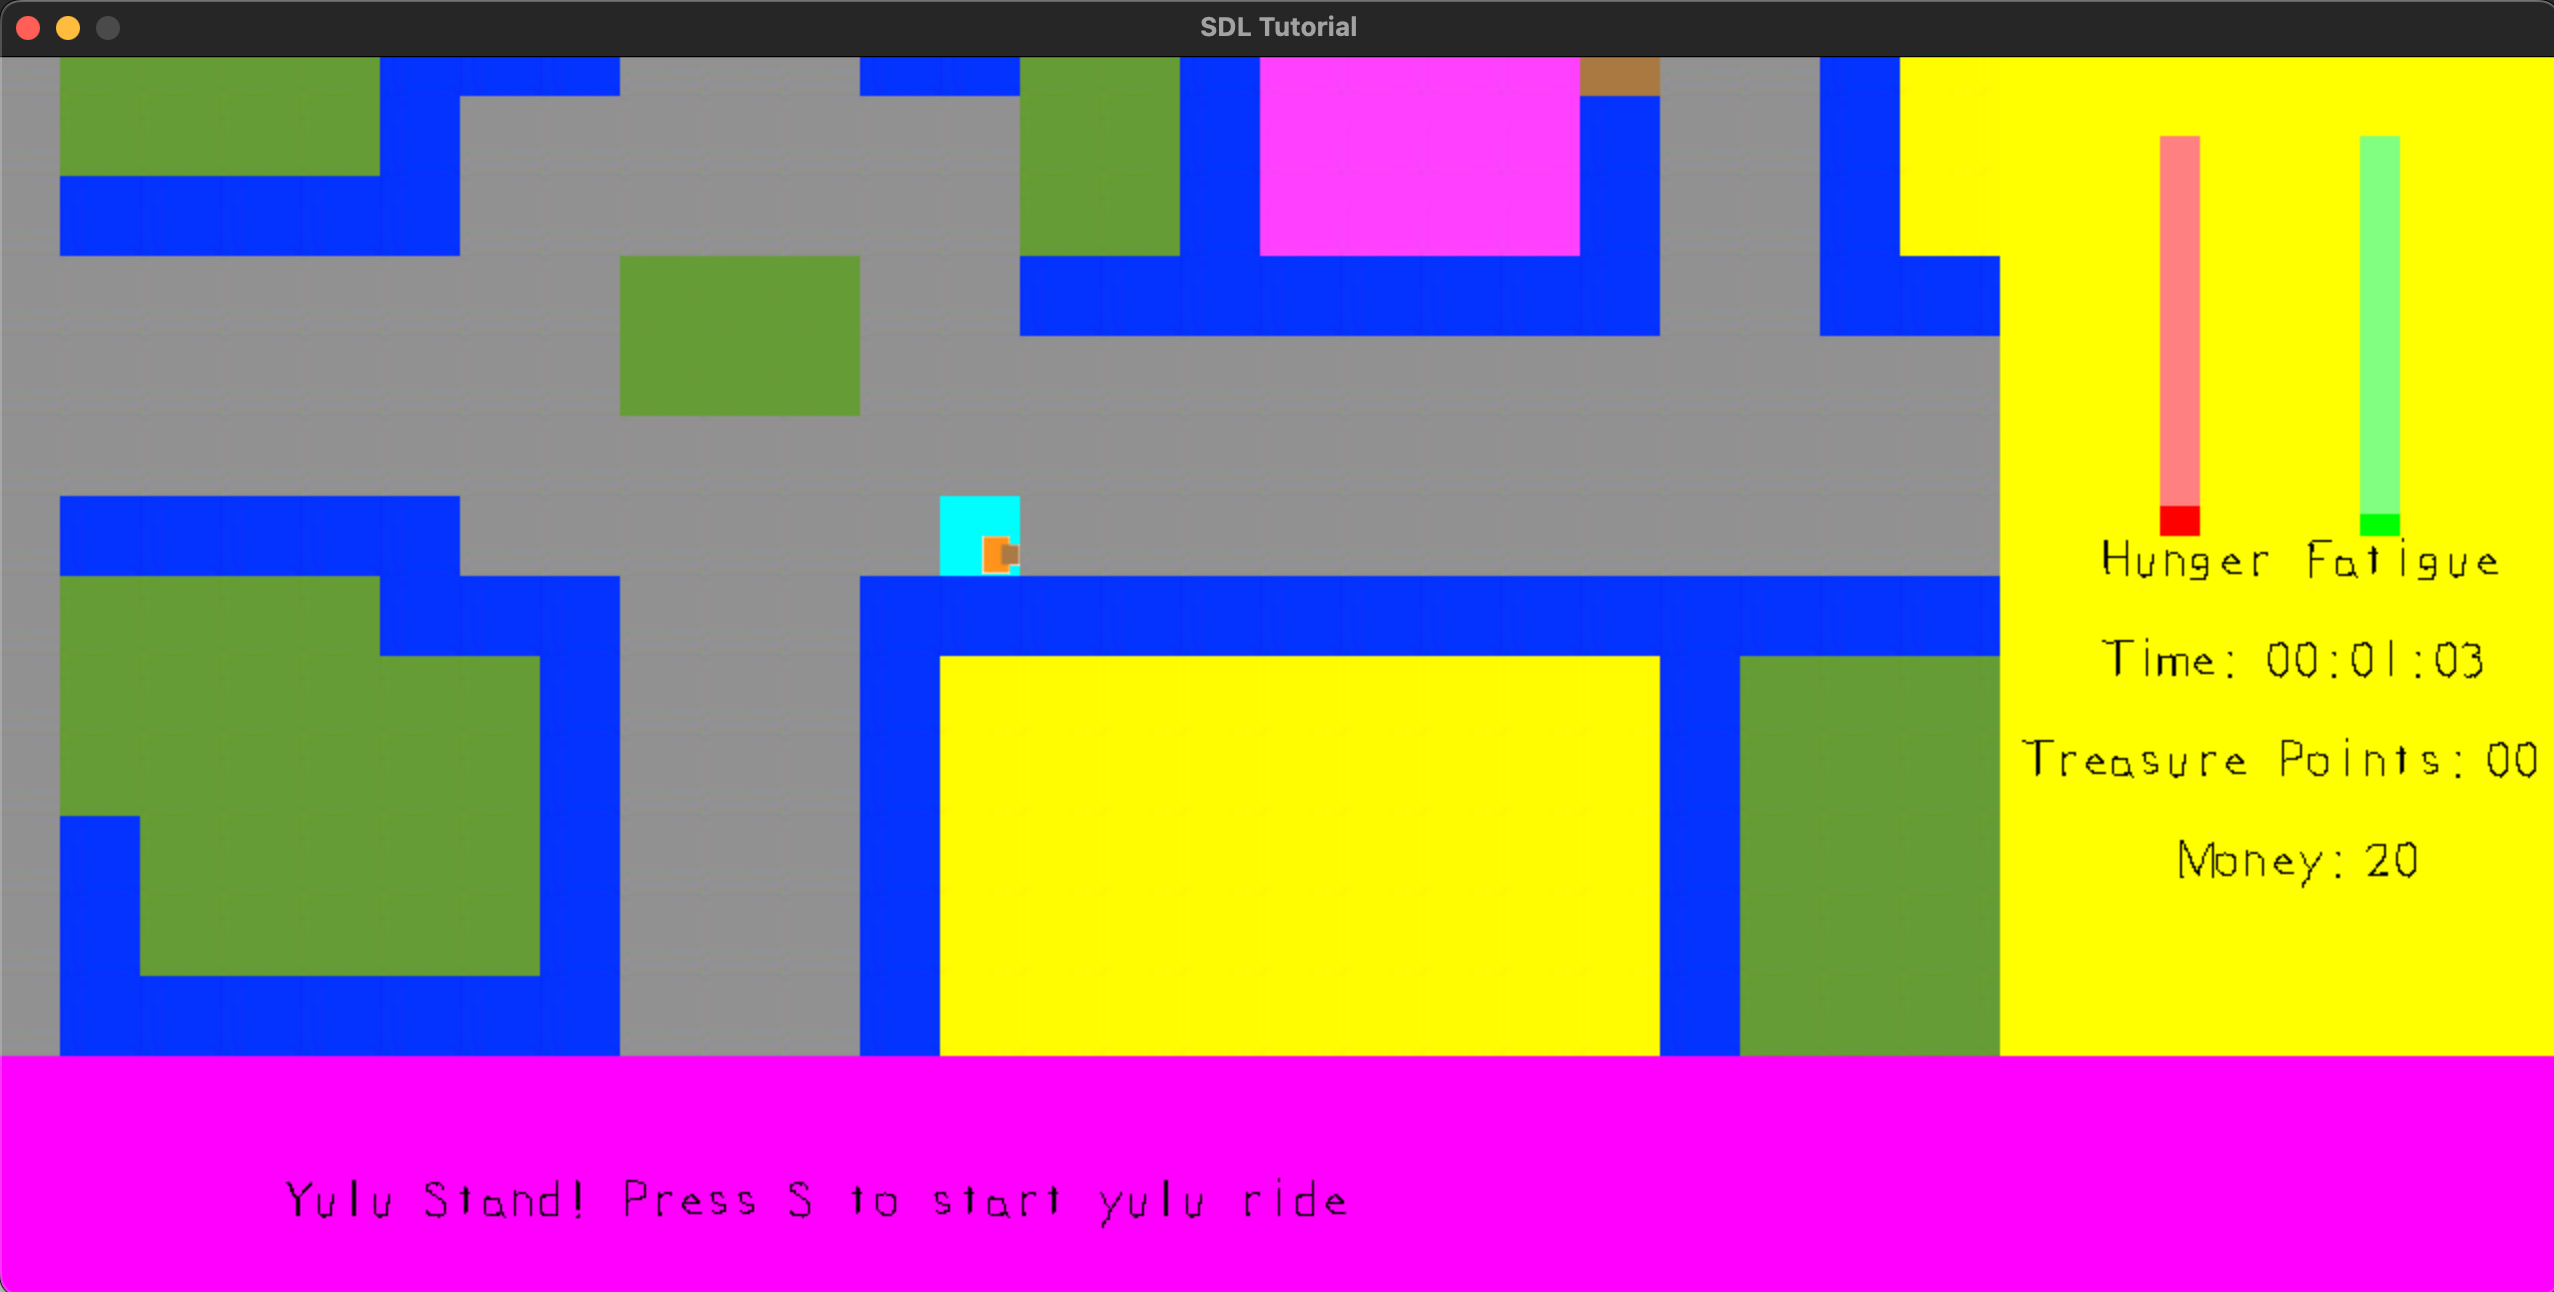 SDL Tutorial
Hunger Fatigue
Time: 00:01:03
Treasure Points: 00
Money: 20
Yulu Stand! Press S to start yulu ride